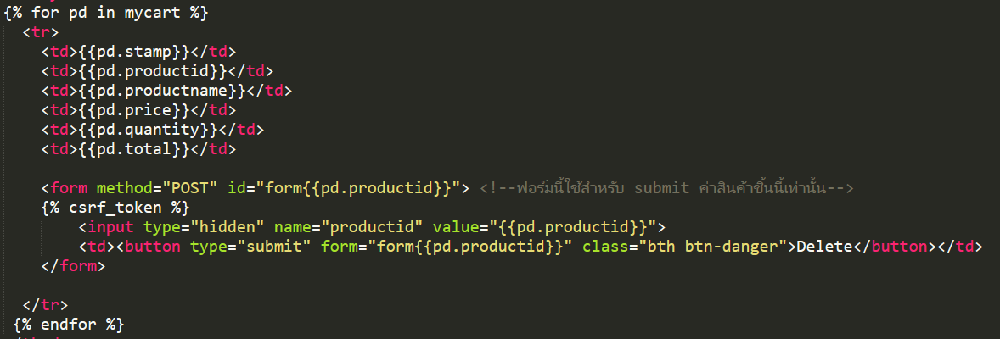 {% for pd in mycart %}
<tr>
<td>{{pd.stamp}}</td>
<td>{{pd.productid}}</td>
<td>{{pd.productname}}</td>
<td>{{pd.price}}</td>
<td>{{pd.quantity}}</td>
<td>{{pd.total}}</td>
<form method="POST" id="form{{pd.productid}}"> <!--ฟอร์มนี้ใช้สำหรับ submit ค่าสินค้าชิ้นนี้เท่านั้น-->
{% csrf_token %}
<input type="hidden" name="productid" value="{{pd.productid}}">
<td><button type="submit" form="form{{pd.productid}}" class="bth btn-danger">Delete</button></td>
</form>
</tr>
{% endfor %}